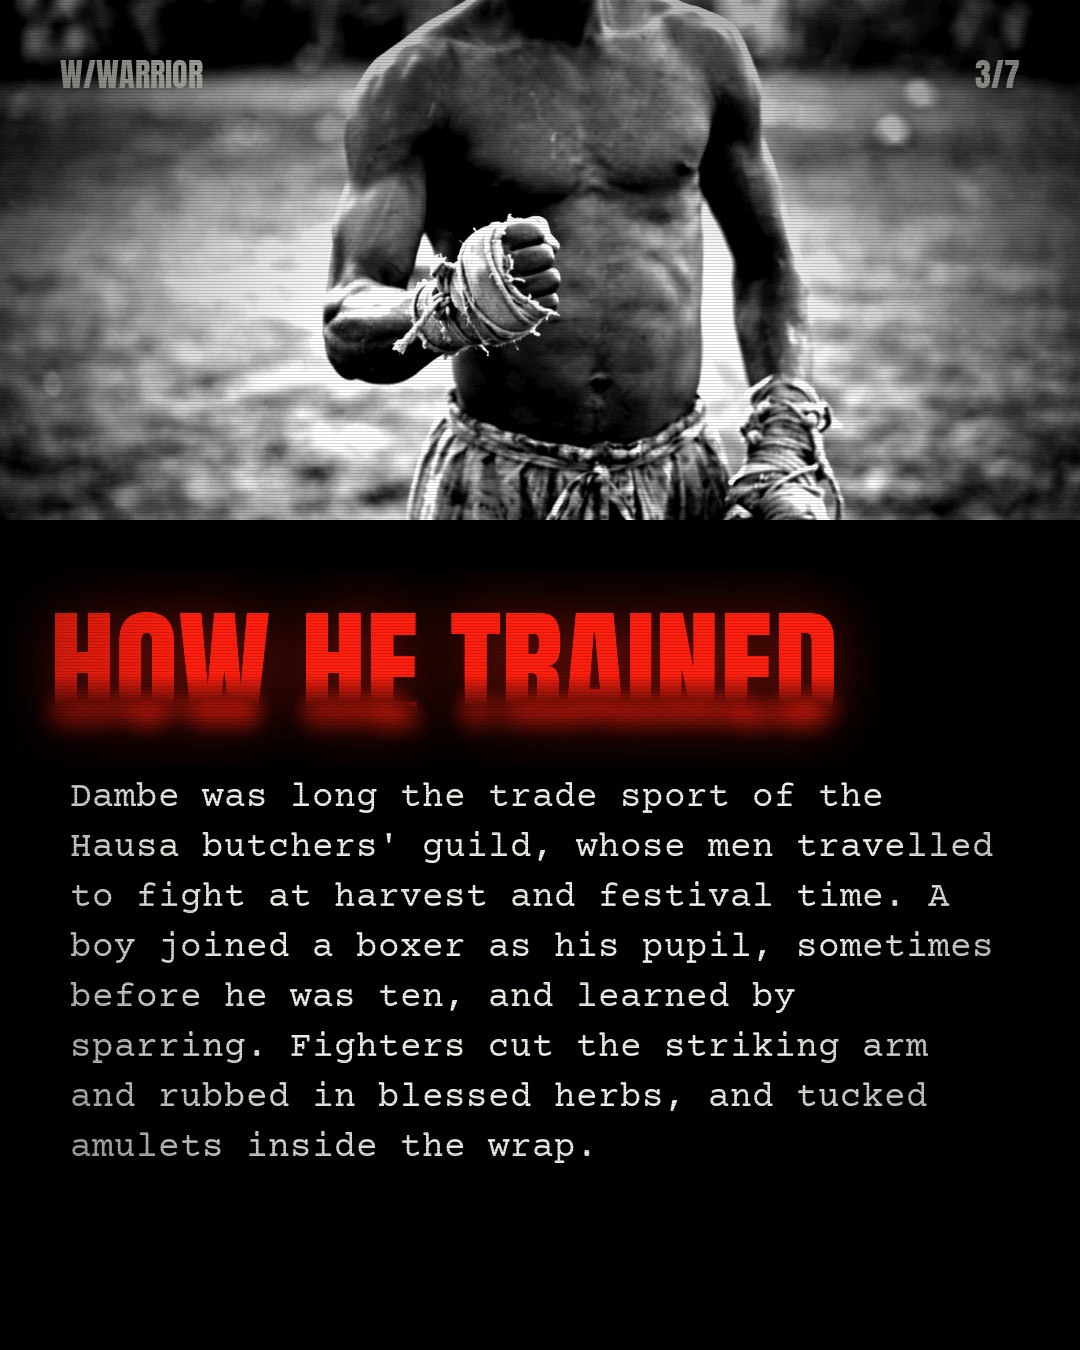 W/WARRIOR
3/7
HOW HE TRAINED
Dambe was long the trade sport of the
Hausa butchers' guild, whose men travelled
to fight at harvest and festival time. A
boy joined a boxer as his pupil, sometimes
before he was ten, and learned by
sparring. Fighters cut the striking arm
and rubbed in blessed herbs, and tucked
amulets inside the wrap.